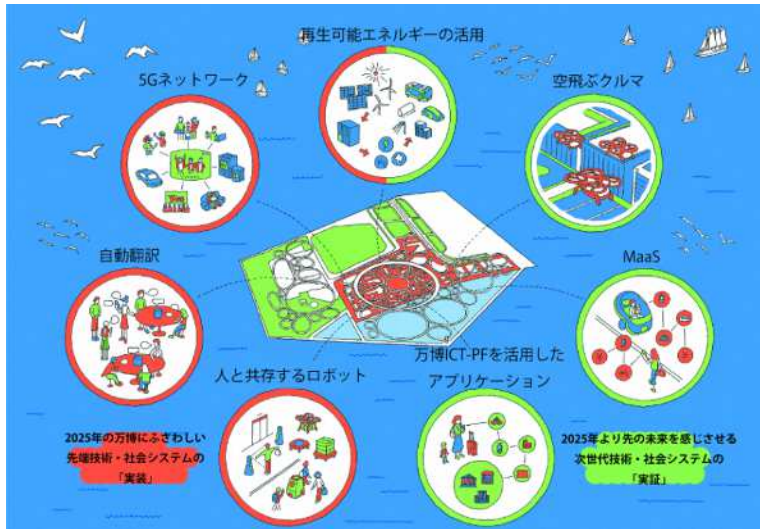 再生可能エネルギーの活用
5Gネットワーク
空飛ぶクルマ
自動翻訳
MaaS
人と共存するロボット
万博ICT-PFを活用した
アプリケーション
2025年の万博にふさわしい
先端技術・社会システムの
「実装」
2025年より先の未来を感じさせる
次世代技術・社会システムの
「実証」